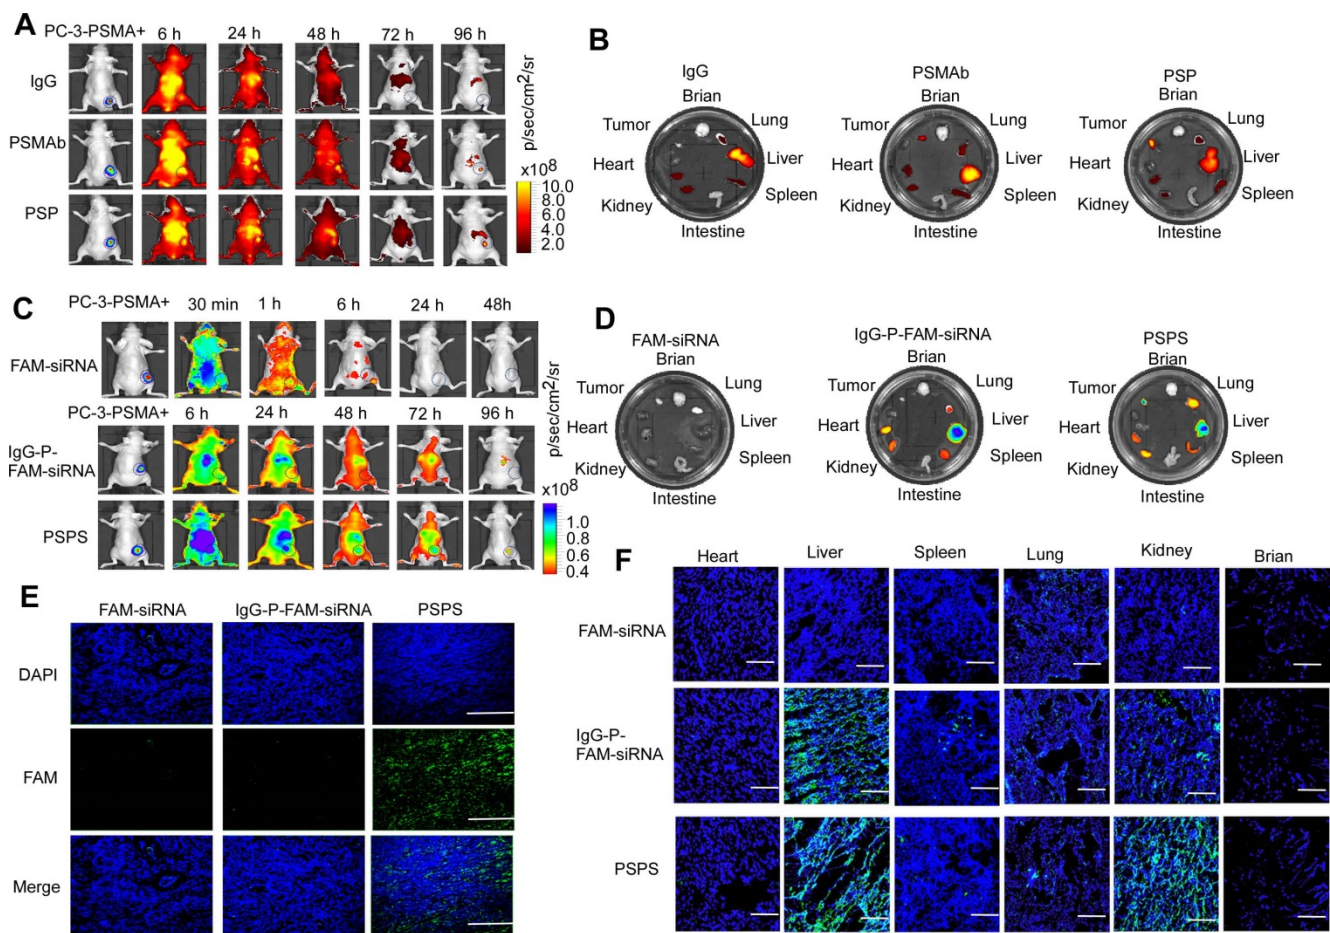 A
PC-3-PSMA+ 6 h 24 h 48 h 72 h 96 h
IgG
PSMAb
PSP
p/sec/cm2/sr
x10⁸
10.0
8.0
6.0
4.0
2.0
B
IgG
Brian
Tumor
Lung
Heart
Liver
Kidney
Spleen
Intestine
PSMAb
Brian
Tumor
Lung
Heart
Liver
Kidney
Spleen
Intestine
PSP
Brian
Tumor
Lung
Heart
Liver
Kidney
Spleen
Intestine
C
PC-3-PSMA+ 30 min 1 h 6 h 24 h 48h
FAM-siRNA
PC-3-PSMA+ 6 h 24 h 48 h 72 h 96 h
IgG-P-
FAM-siRNA
PSPS
p/sec/cm²/sr
x10⁸
1.0
0.8
0.6
0.4
D
FAM-siRNA
Brian
Tumor
Lung
Heart
Liver
Kidney
Spleen
Intestine
IgG-P-FAM-siRNA
Brian
Tumor
Lung
Heart
Liver
Kidney
Spleen
Intestine
PSPS
Brian
Tumor
Lung
Heart
Liver
Kidney
Spleen
Intestine
E
FAM-siRNA IgG-P-FAM-siRNA PSPS
DAPI
FAM
Merge
F
Heart Liver Spleen Lung Kidney Brian
FAM-siRNA
IgG-P-
FAM-siRNA
PSPS